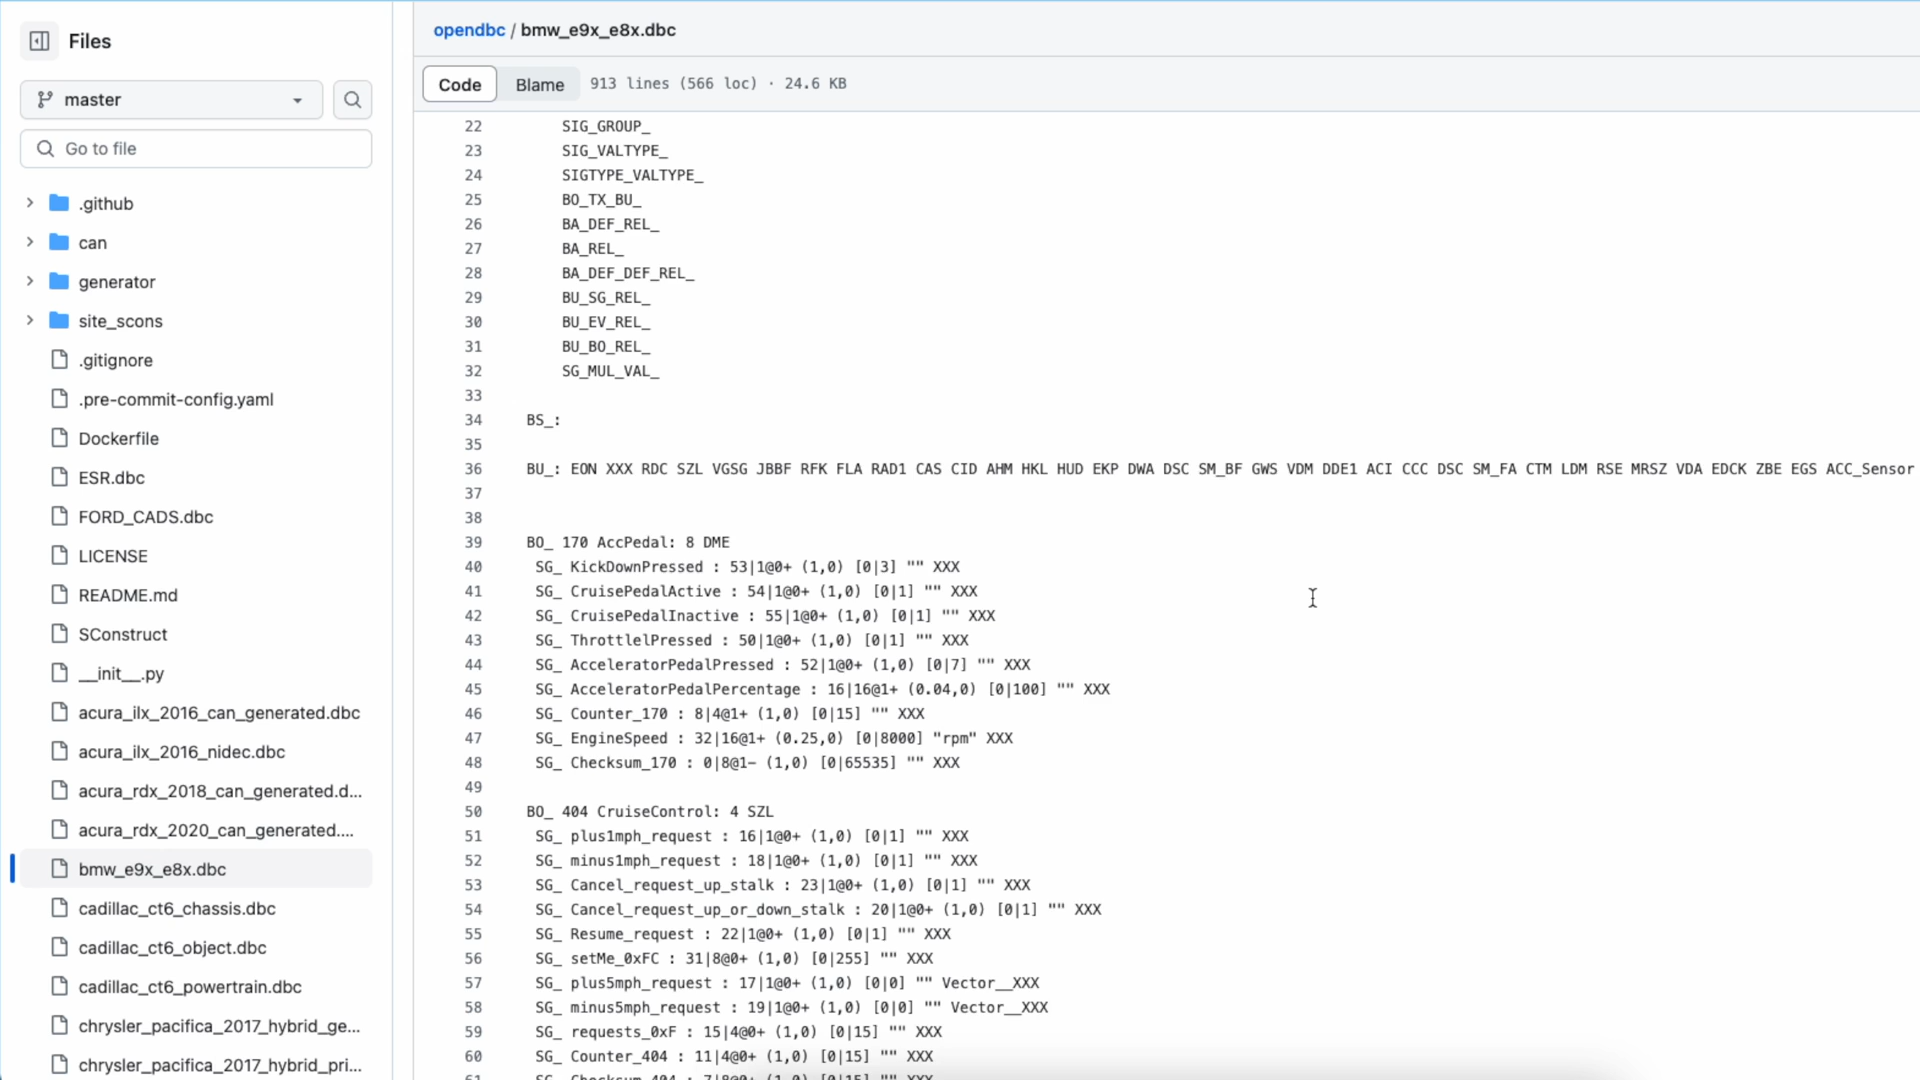 Files
master
Go to file
.github
can
generator
site_scons
.gitignore
.pre-commit-config.yaml
Dockerfile
ESR.dbc
FORD_CADS.dbc
LICENSE
README.md
SConstruct
__init__.py
acura_ilx_2016_can_generated.dbc
acura_ilx_2016_nidec.dbc
acura_rdx_2018_can_generated.d...
acura_rdx_2020_can_generated....
bmw_e9x_e8x.dbc
cadillac_ct6_chassis.dbc
cadillac_ct6_object.dbc
cadillac_ct6_powertrain.dbc
chrysler_pacifica_2017_hybrid_ge...
chrysler_pacifica_2017_hybrid_pri...
opendbc / bmw_e9x_e8x.dbc
Code Blame 913 lines (566 loc) · 24.6 KB
22 SIG_GROUP_
23 SIG_VALTYPE_
24 SIGTYPE_VALTYPE_
25 BO_TX_BU_
26 BA_DEF_REL_
27 BA_REL_
28 BA_DEF_DEF_REL_
29 BU_SG_REL_
30 BU_EV_REL_
31 BU_BO_REL_
32 SG_MUL_VAL_
33
34 BS_:
35
36 BU_: EON XXX RDC SZL VGSG JBBF RFK FLA RAD1 CAS CID AHM HKL HUD EKP DWA DSC SM_BF GWS VDM DDE1 ACI CCC DSC SM_FA CTM LDM RSE MRSZ VDA EDCK ZBE EGS ACC_Sensor
37
38
39 BO_ 170 AccPedal: 8 DME
40 SG_ KickDownPressed : 53|1@0+ (1,0) [0|3] "" XXX
41 SG_ CruisePedalActive : 54|1@0+ (1,0) [0|1] "" XXX
42 SG_ CruisePedalInactive : 55|1@0+ (1,0) [0|1] "" XXX
43 SG_ ThrottlelPressed : 50|1@0+ (1,0) [0|1] "" XXX
44 SG_ AcceleratorPedalPressed : 52|1@0+ (1,0) [0|7] "" XXX
45 SG_ AcceleratorPedalPercentage : 16|16@1+ (0.04,0) [0|100] "" XXX
46 SG_ Counter_170 : 8|4@1+ (1,0) [0|15] "" XXX
47 SG_ EngineSpeed : 32|16@1+ (0.25,0) [0|8000] "rpm" XXX
48 SG_ Checksum_170 : 0|8@1- (1,0) [0|65535] "" XXX
49
50 BO_ 404 CruiseControl: 4 SZL
51 SG_ plus1mph_request : 16|1@0+ (1,0) [0|1] "" XXX
52 SG_ minus1mph_request : 18|1@0+ (1,0) [0|1] "" XXX
53 SG_ Cancel_request_up_stalk : 23|1@0+ (1,0) [0|1] "" XXX
54 SG_ Cancel_request_up_or_down_stalk : 20|1@0+ (1,0) [0|1] "" XXX
55 SG_ Resume_request : 22|1@0+ (1,0) [0|1] "" XXX
56 SG_ setMe_0xFC : 31|8@0+ (1,0) [0|255] "" XXX
57 SG_ plus5mph_request : 17|1@0+ (1,0) [0|0] "" Vector__XXX
58 SG_ minus5mph_request : 19|1@0+ (1,0) [0|0] "" Vector__XXX
59 SG_ requests_0xF : 15|4@0+ (1,0) [0|15] "" XXX
60 SG_ Counter_404 : 11|4@0+ (1,0) [0|15] "" XXX
61 SG_ Checksum_404 : 7|8@0+ (1,0) [0|15] "" XXX